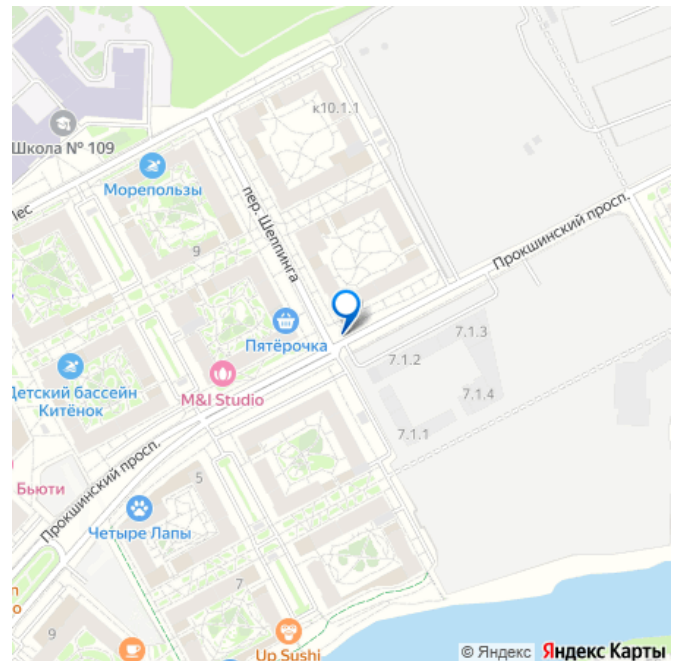 к10.1.1
Школа № 109
Морепользы
пер. Шеппинга
9
Прокшинский просп.
Пятёрочка
7.1.3
7.1.2
7.1.4
7.1.1
M&I Studio
Детский бассейн
Китёнок
Прокшинский просп.
Бьюти
5
Четыре Лапы
7
9
Up Sushi
© Яндекс Яндекс Карты